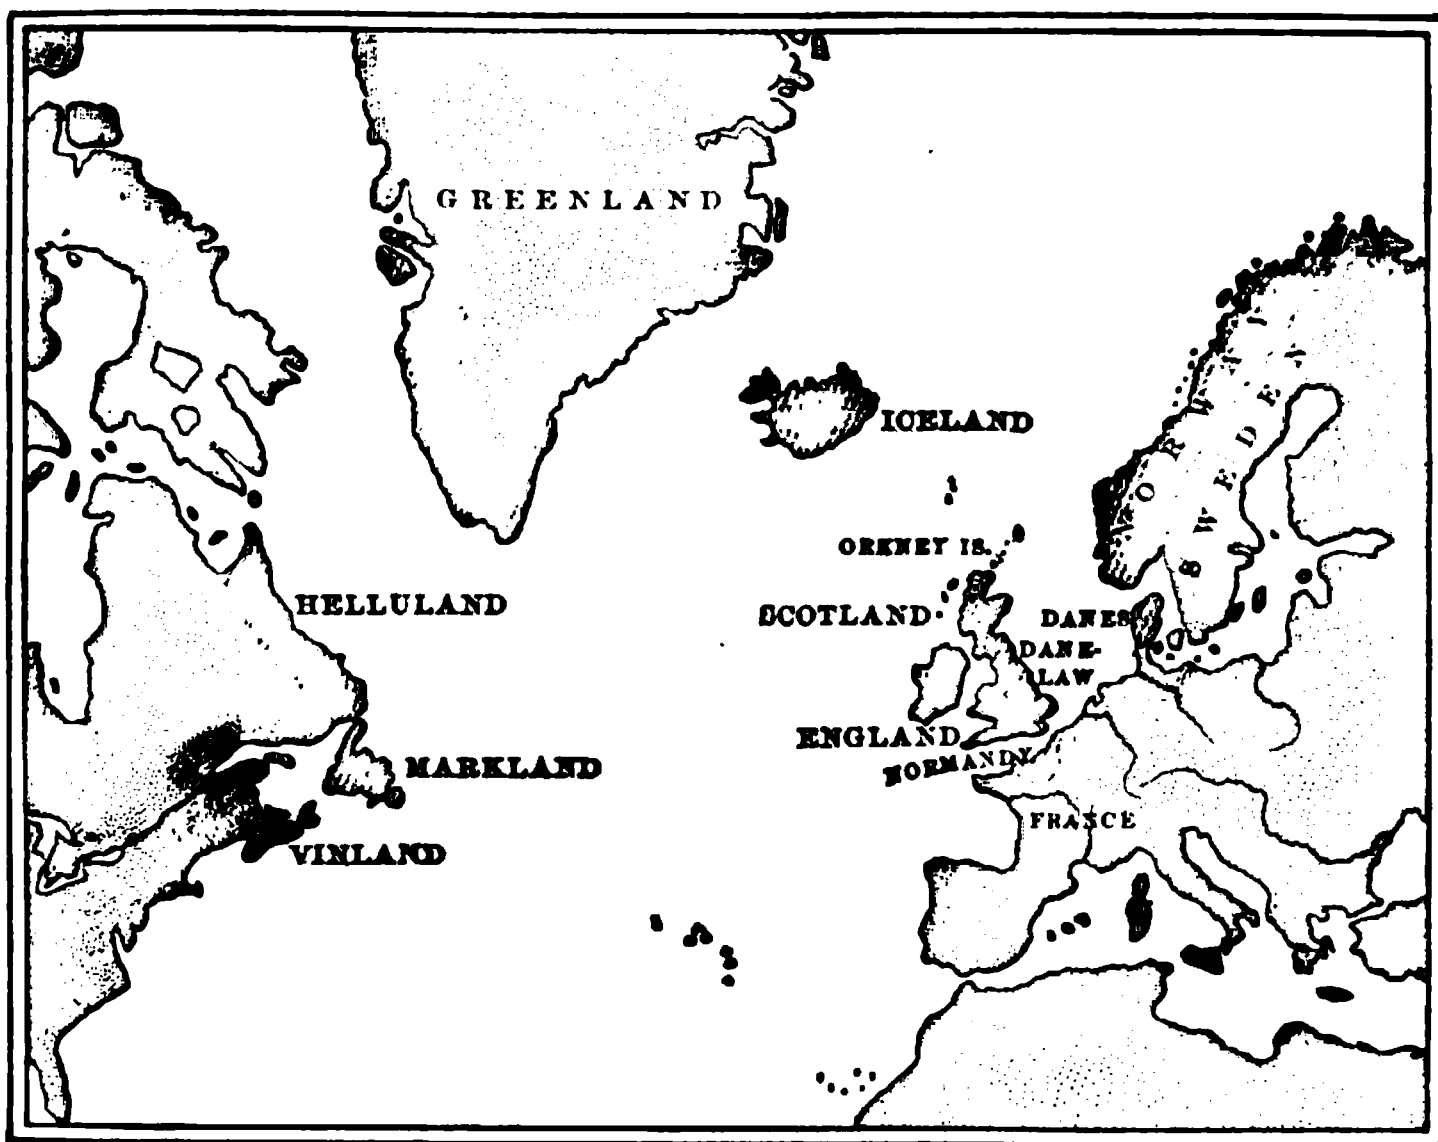 GREENLAND
ICELAND
NORWAY
SWEDEN
ORKNEY IS.
HELLULAND
SCOTLAND
DANES
DANE-
LAW
ENGLAND
NORMANDY
MARKLAND
FRANCE
VINLAND